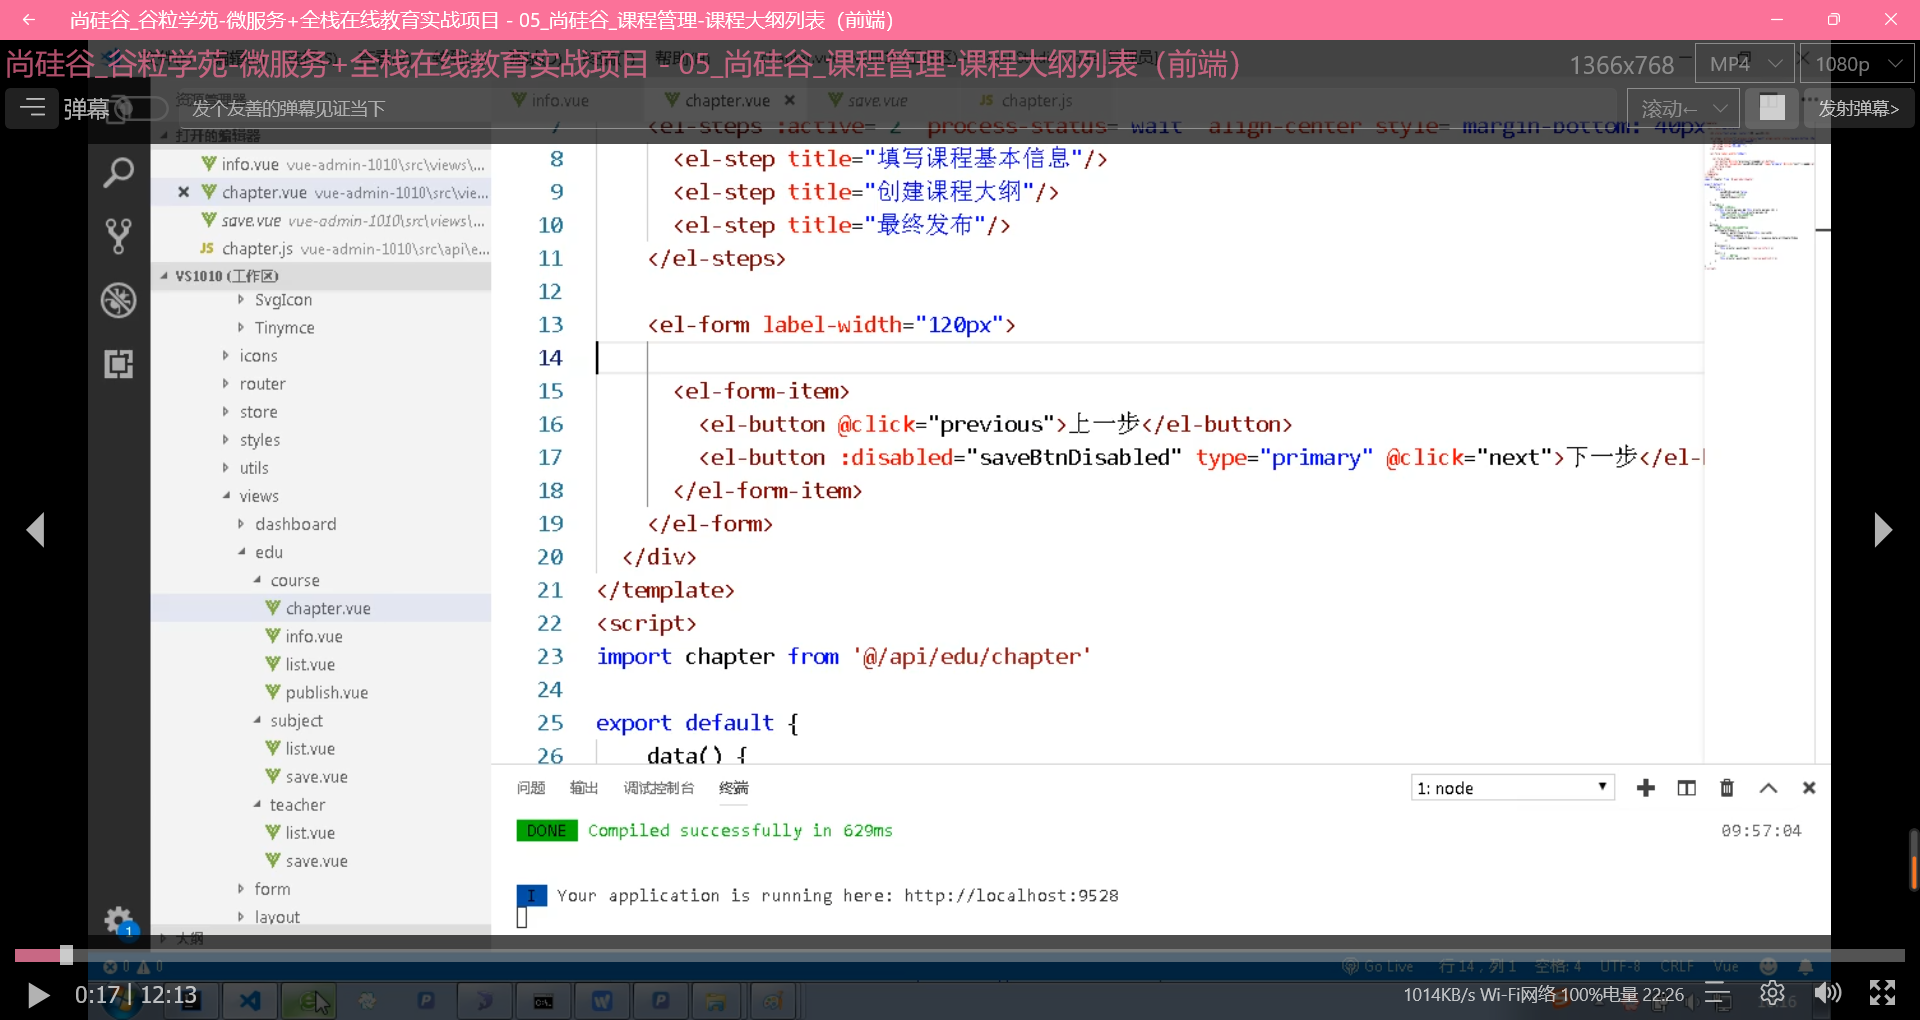 尚硅谷_谷粒学苑-微服务+全栈在线教育实战项目 - 05_尚硅谷_课程管理-课程大纲列表（前端）
尚硅谷_谷粒学苑-微服务+全栈在线教育实战项目 - 05_尚硅谷_课程管理-课程大纲列表（前端）
1366x768 MP4 1080p
弹幕 发个友善的弹幕见证当下 滚动← 发射弹幕>
info.vue chapter.vue save.vue chapter.js
打开的编辑器
7 <el-steps :active="2" process-status="wait" align-center style="margin-bottom: 40px
info.vue vue-admin-1010\src\views\...
8 <el-step title="填写课程基本信息"/>
chapter.vue vue-admin-1010\src\vie...
9 <el-step title="创建课程大纲"/>
save.vue vue-admin-1010\src\views\...
10 <el-step title="最终发布"/>
JS chapter.js vue-admin-1010\src\api\e...
11 </el-steps>
VS1010 (工作区)
12
SvgIcon
13 <el-form label-width="120px">
Tinymce
14
icons
router
15 <el-form-item>
store
16 <el-button @click="previous">上一步</el-button>
styles
17 <el-button :disabled="saveBtnDisabled" type="primary" @click="next">下一步</el-
utils
18 </el-form-item>
views
19 </el-form>
dashboard
20 </div>
edu
21 </template>
course
22 <script>
chapter.vue
23 import chapter from '@/api/edu/chapter'
info.vue
24
list.vue
25 export default {
publish.vue
26 data() {
subject
list.vue
save.vue
teacher
list.vue
save.vue
form
layout
大纲
问题 输出 调试控制台 终端 1: node
DONE Compiled successfully in 629ms 09:57:04
I Your application is running here: http://localhost:9528
1
0 0 Go Live 行 14，列 1 空格: 4 UTF-8 CRLF Vue
0:17 | 12:13 1014KB/s Wi-Fi网络 100%电量 22:26